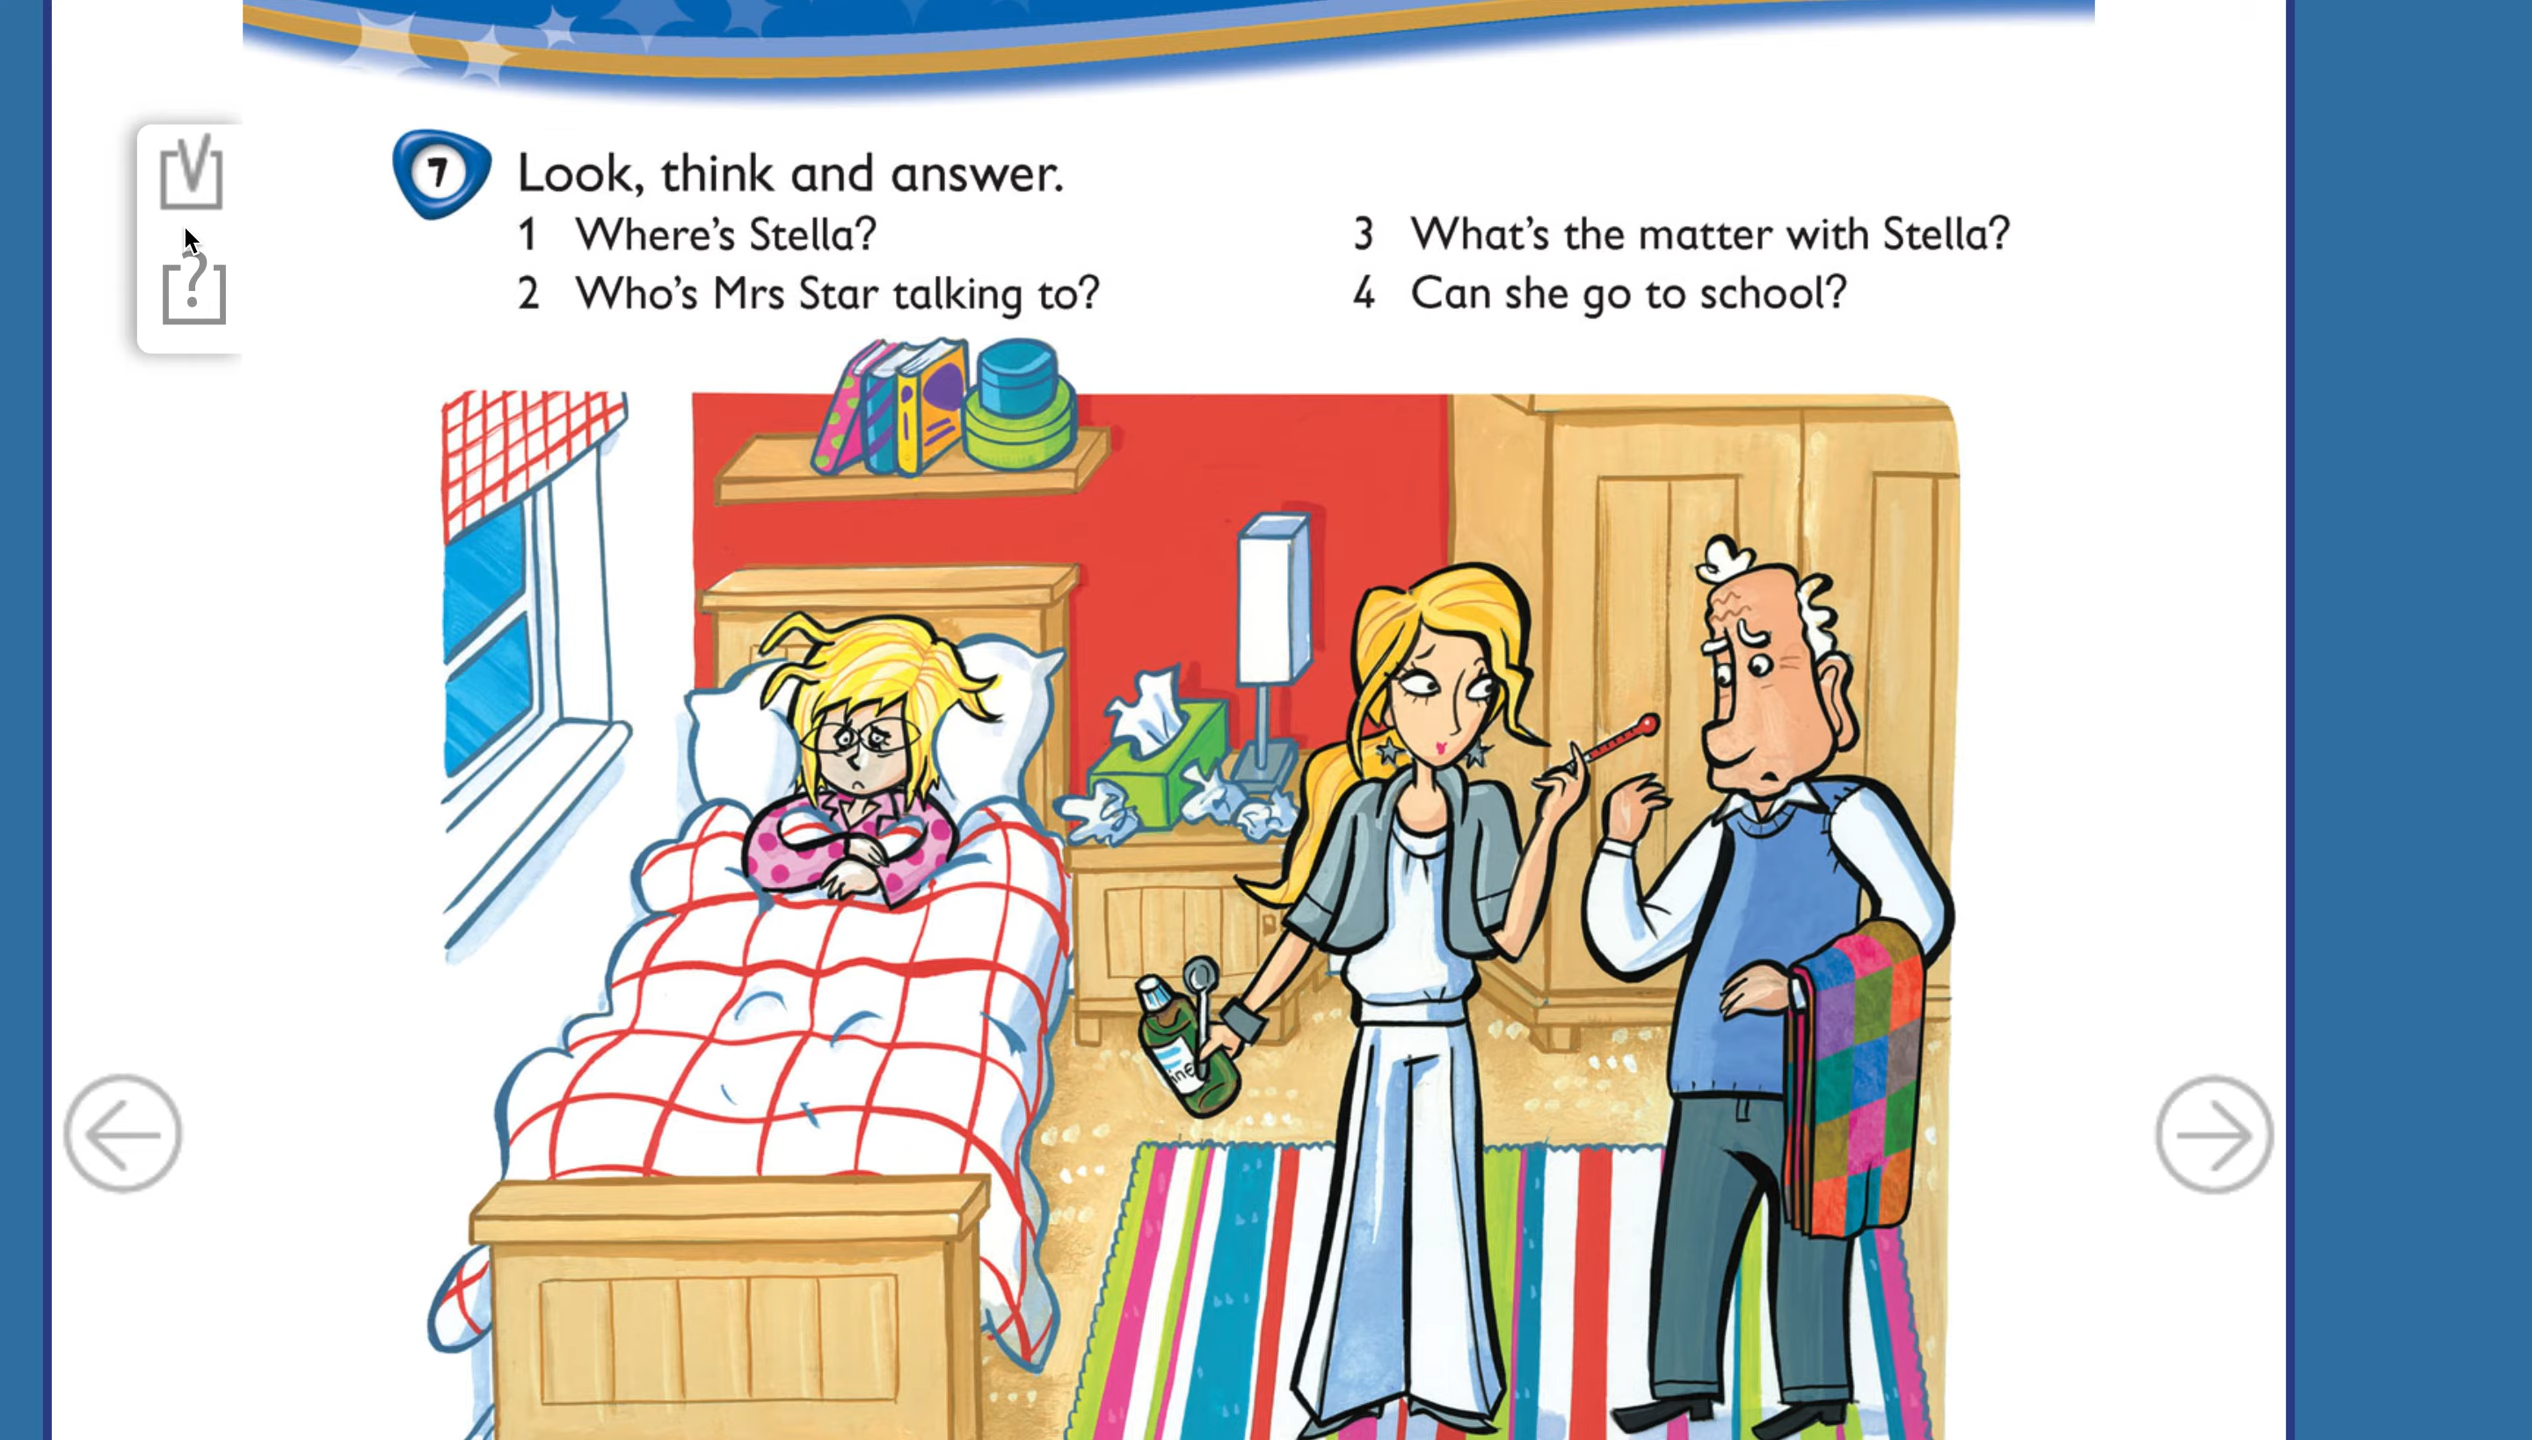 7 Look, think and answer.
1 Where's Stella?
2 Who's Mrs Star talking to?
3 What's the matter with Stella?
4 Can she go to school?